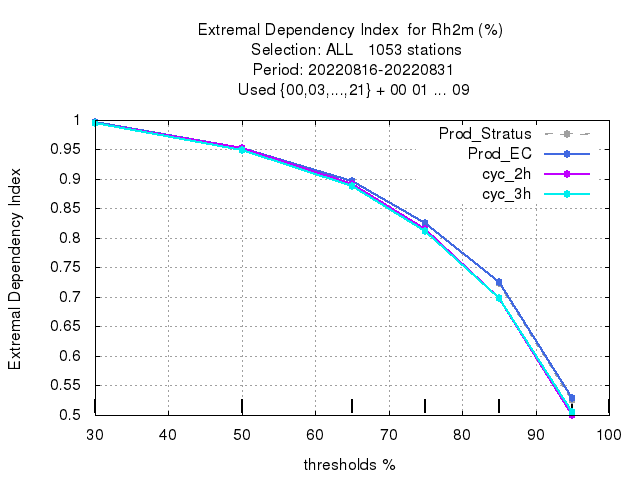 Extremal Dependency Index  for Rh2m (%)
Selection: ALL   1053 stations
Period: 20220816-20220831
Used {00,03,...,21} + 00 01 ... 09
Prod_Stratus
Prod_EC
cyc_2h
cyc_3h
Extremal Dependency Index
1
0.95
0.9
0.85
0.8
0.75
0.7
0.65
0.6
0.55
0.5
30 40 50 60 70 80 90 100
thresholds %